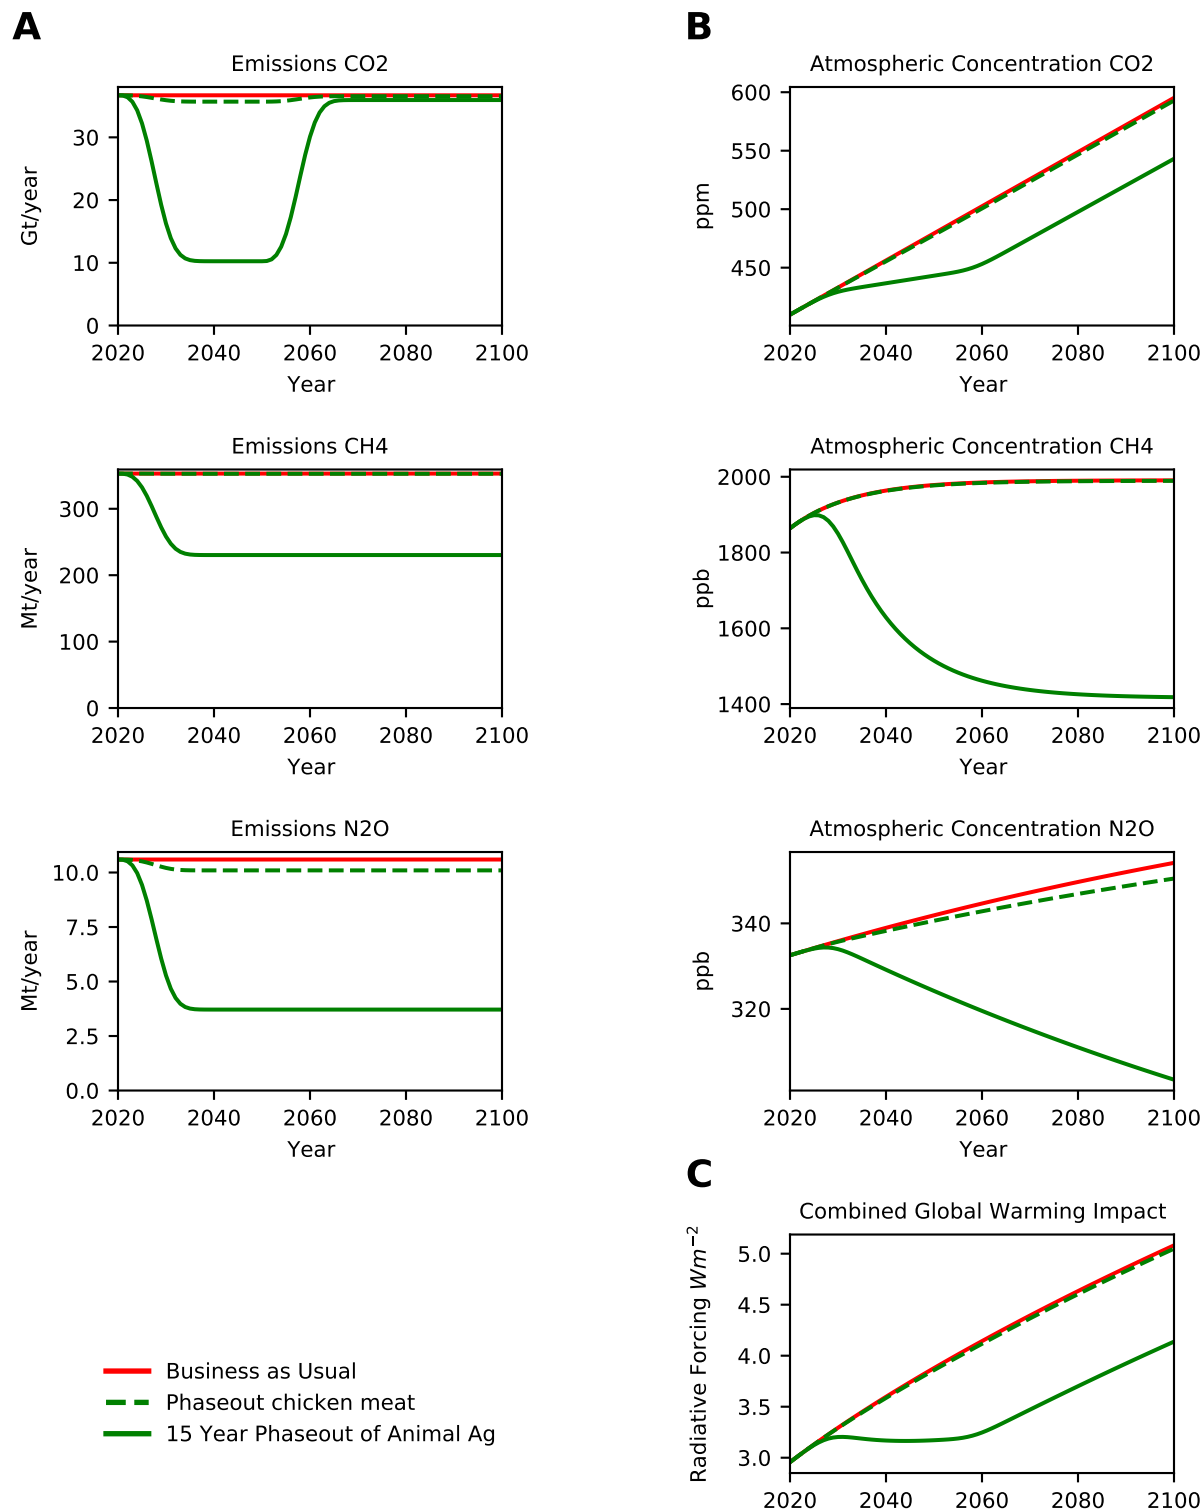 A
B
Emissions CO2
Gt/year
30
20
10
0
2020 2040 2060 2080 2100
Year
Atmospheric Concentration CO2
ppm
600
550
500
450
2020 2040 2060 2080 2100
Year
Emissions CH4
Mt/year
300
200
100
0
2020 2040 2060 2080 2100
Year
Atmospheric Concentration CH4
ppb
2000
1800
1600
1400
2020 2040 2060 2080 2100
Year
Emissions N2O
Mt/year
10.0
7.5
5.0
2.5
0.0
2020 2040 2060 2080 2100
Year
Atmospheric Concentration N2O
ppb
340
320
2020 2040 2060 2080 2100
Year
C
Combined Global Warming Impact
Radiative Forcing Wm⁻²
5.0
4.5
4.0
3.5
3.0
2020 2040 2060 2080 2100
Business as Usual
Phaseout chicken meat
15 Year Phaseout of Animal Ag